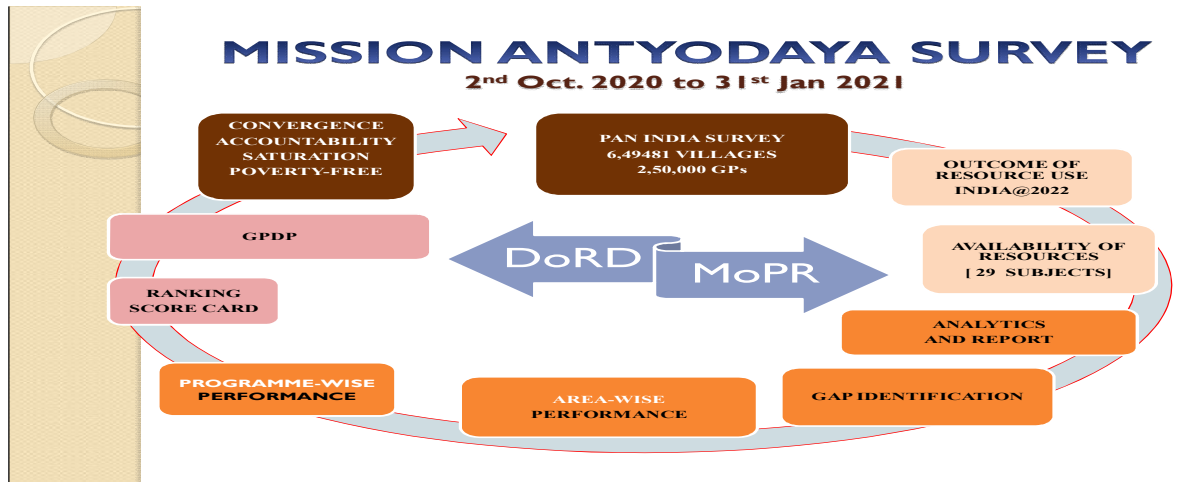 MISSION ANTYODAYA SURVEY
2nd Oct. 2020 to 31st Jan 2021
CONVERGENCE
ACCOUNTABILITY
SATURATION
POVERTY-FREE
PAN INDIA SURVEY
6,49481 VILLAGES
2,50,000 GPs
OUTCOME OF
RESOURCE USE
INDIA@2022
AVAILABILITY OF
RESOURCES
[ 29 SUBJECTS]
ANALYTICS
AND REPORT
GAP IDENTIFICATION
AREA-WISE
PERFORMANCE
PROGRAMME-WISE
PERFORMANCE
RANKING
SCORE CARD
GPDP
DoRD
MoPR